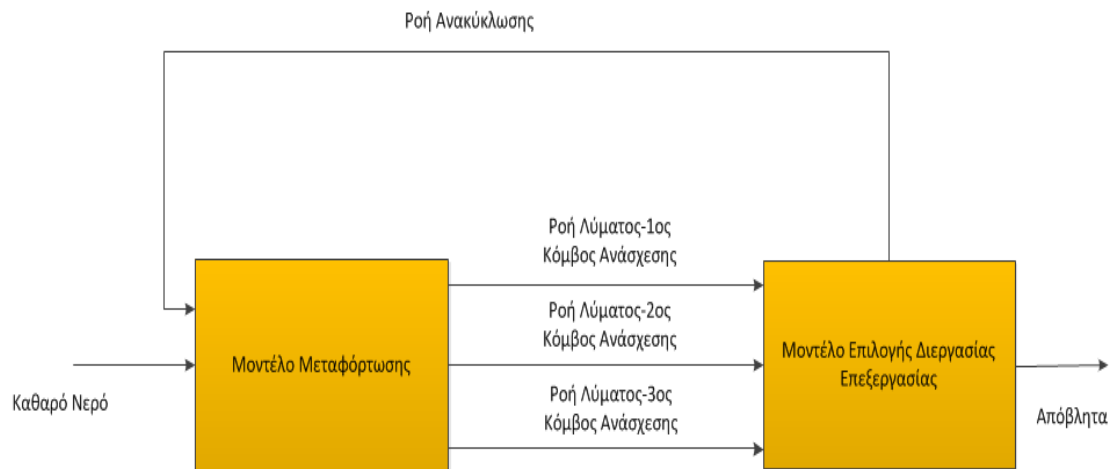 Ροή Ανακύκλωσης
Ροή Λύματος-1ος
Κόμβος Ανάσχεσης
Ροή Λύματος-2ος
Κόμβος Ανάσχεσης
Μοντέλο Μεταφόρτωσης
Μοντέλο Επιλογής Διεργασίας
Επεξεργασίας
Ροή Λύματος-3ος
Κόμβος Ανάσχεσης
Καθαρό Νερό
Απόβλητα